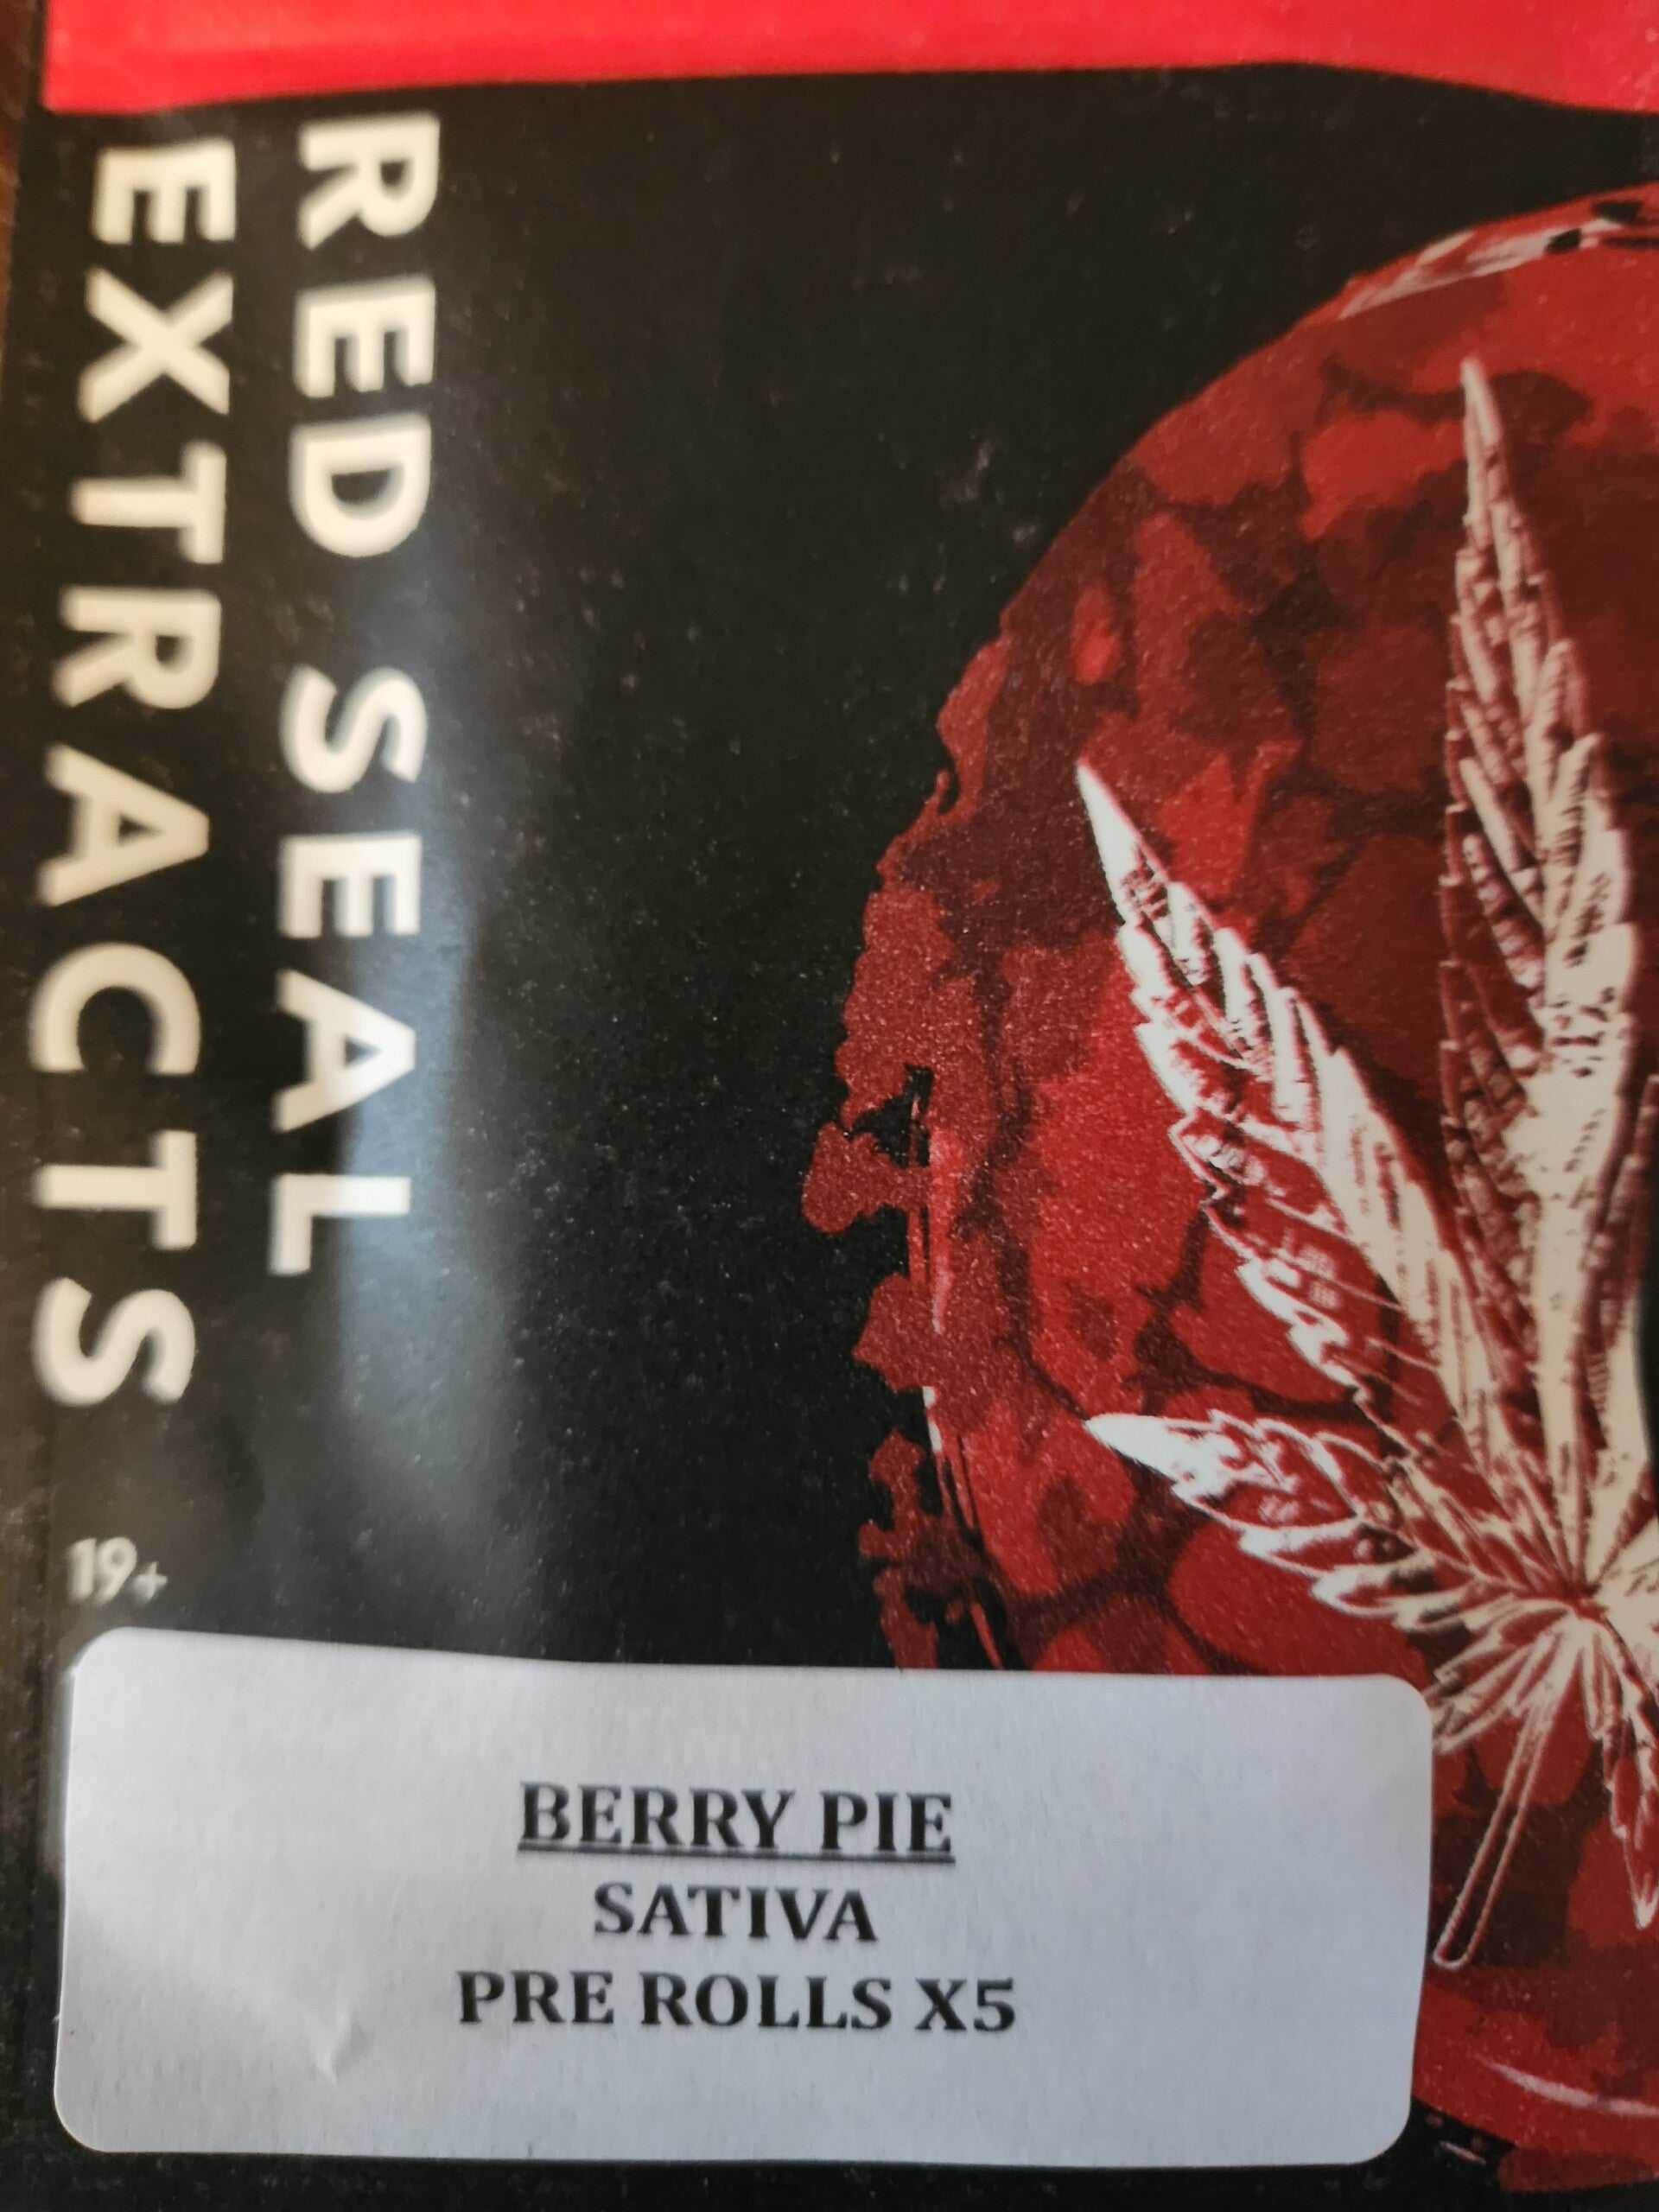 RED SEAL
EXTRACTS
19+
BERRY PIE
SATIVA
PRE ROLLS X5